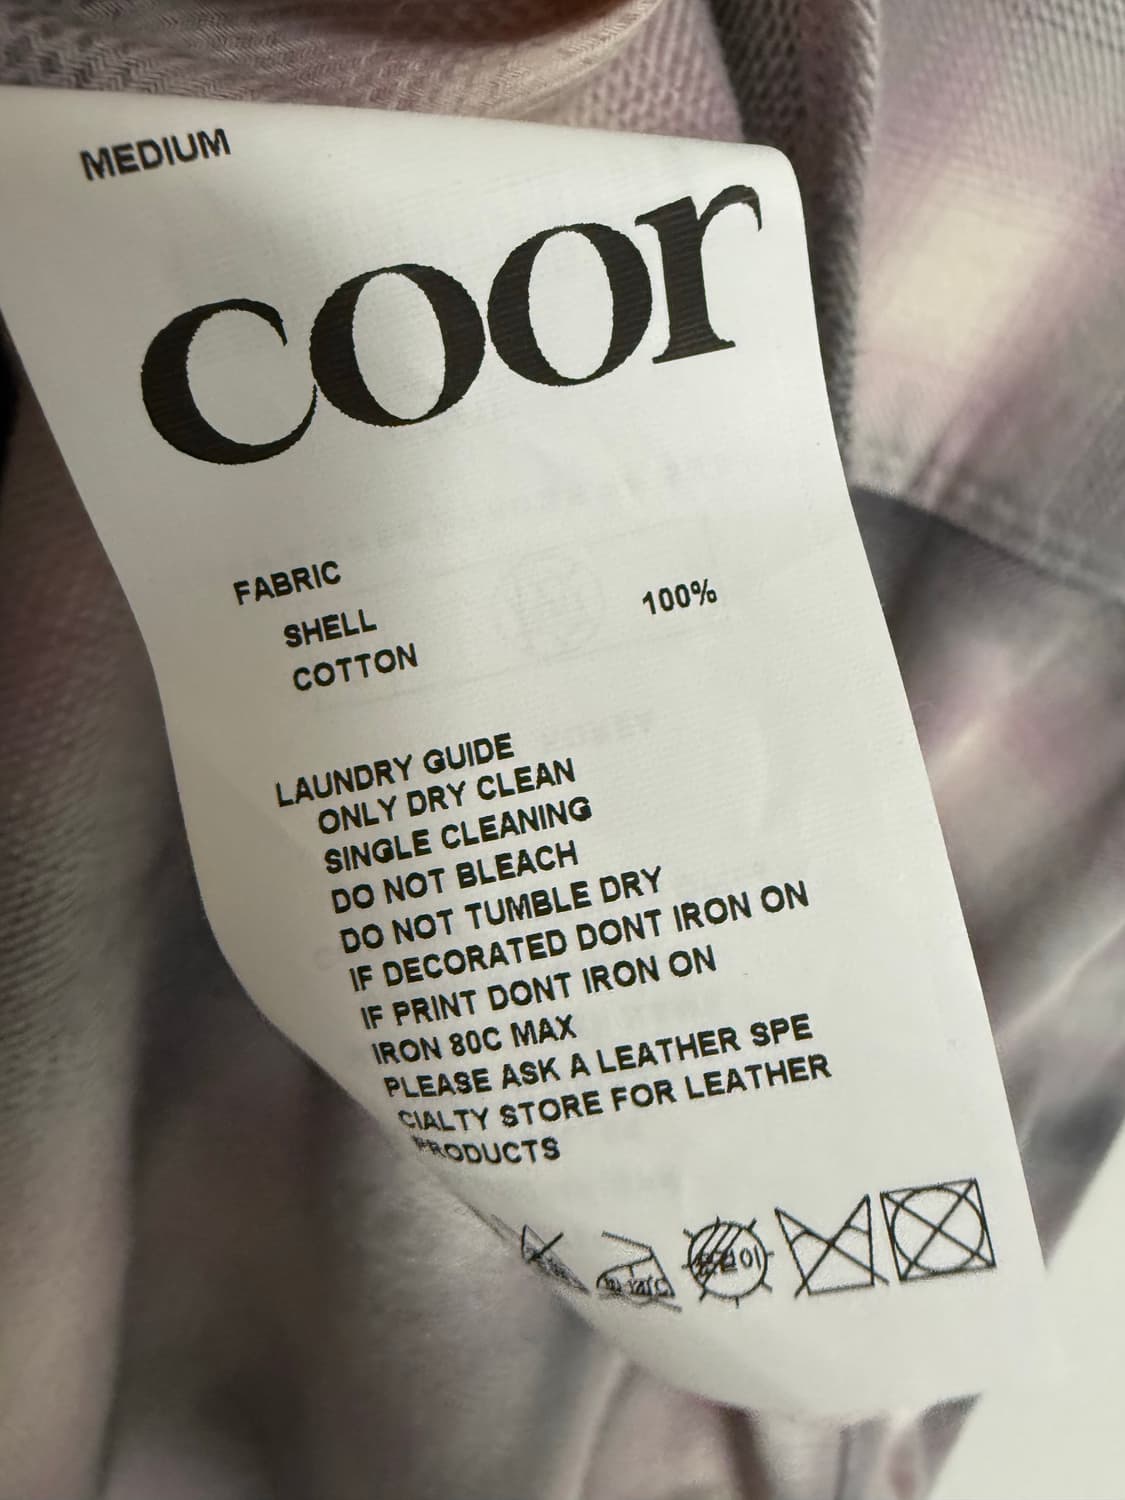 MEDIUM
coor
FABRIC
SHELL
COTTON 100%
LAUNDRY GUIDE
ONLY DRY CLEAN
SINGLE CLEANING
DO NOT BLEACH
DO NOT TUMBLE DRY
IF DECORATED DONT IRON ON
IF PRINT DONT IRON ON
IRON 80C MAX
PLEASE ASK A LEATHER SPE
CIALTY STORE FOR LEATHER
PRODUCTS